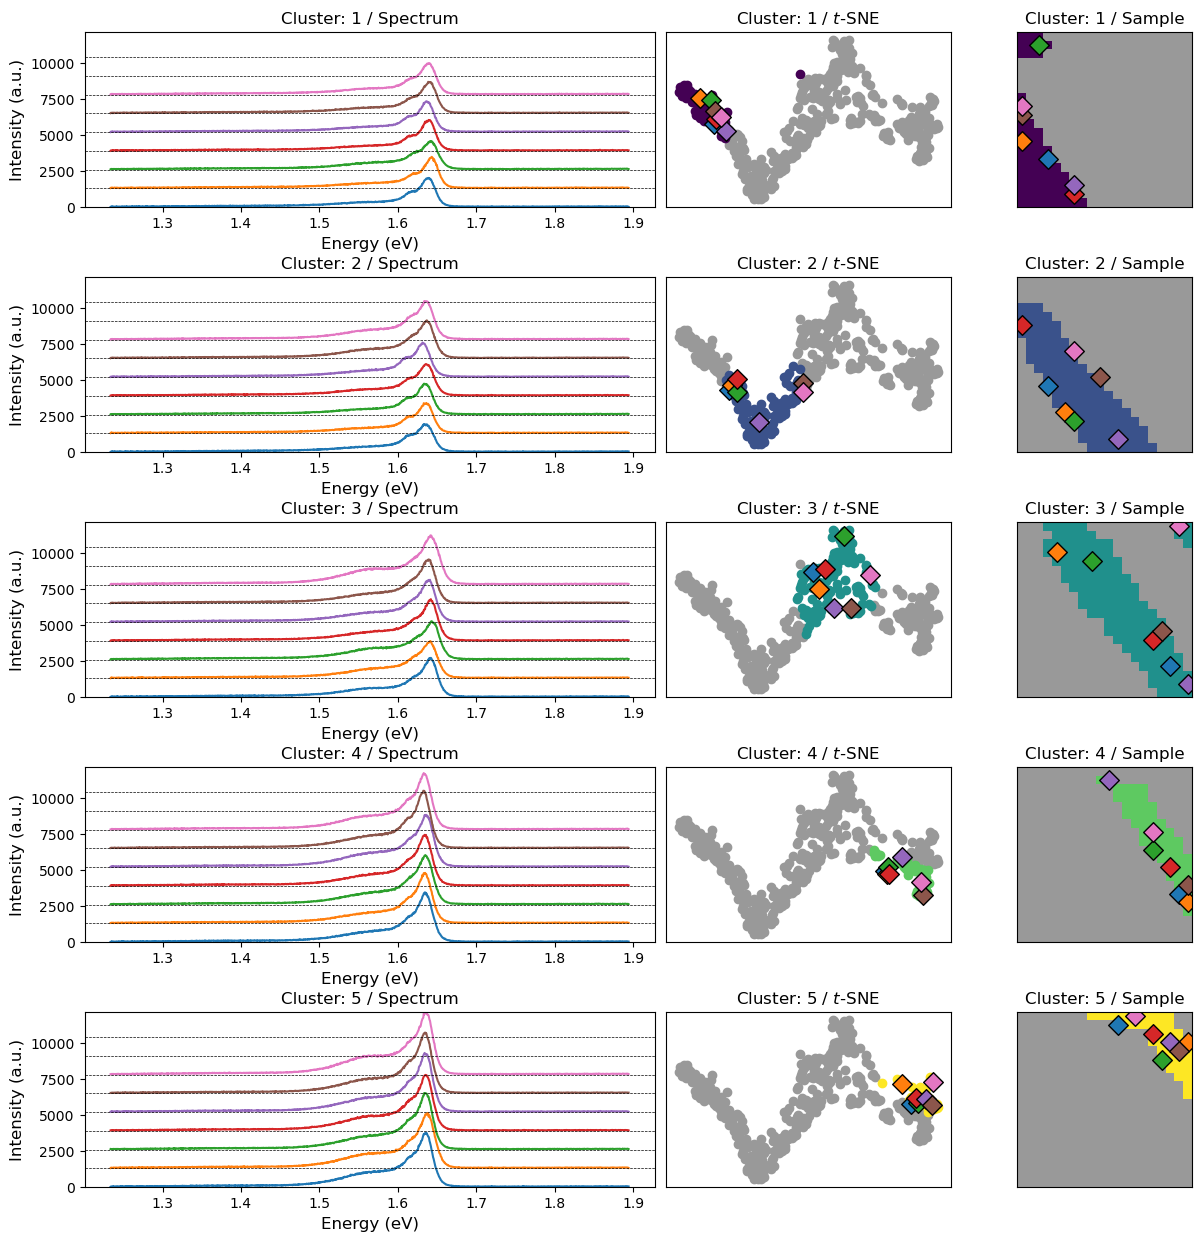 Cluster: 1 / Spectrum
Cluster: 1 / t-SNE
Cluster: 1 / Sample
Intensity (a.u.)
10000
7500
5000
2500
0
1.3 1.4 1.5 1.6 1.7 1.8 1.9
Energy (eV)
Cluster: 2 / Spectrum
Cluster: 2 / t-SNE
Cluster: 2 / Sample
Intensity (a.u.)
10000
7500
5000
2500
0
1.3 1.4 1.5 1.6 1.7 1.8 1.9
Energy (eV)
Cluster: 3 / Spectrum
Cluster: 3 / t-SNE
Cluster: 3 / Sample
Intensity (a.u.)
10000
7500
5000
2500
0
1.3 1.4 1.5 1.6 1.7 1.8 1.9
Energy (eV)
Cluster: 4 / Spectrum
Cluster: 4 / t-SNE
Cluster: 4 / Sample
Intensity (a.u.)
10000
7500
5000
2500
0
1.3 1.4 1.5 1.6 1.7 1.8 1.9
Energy (eV)
Cluster: 5 / Spectrum
Cluster: 5 / t-SNE
Cluster: 5 / Sample
Intensity (a.u.)
10000
7500
5000
2500
0
1.3 1.4 1.5 1.6 1.7 1.8 1.9
Energy (eV)